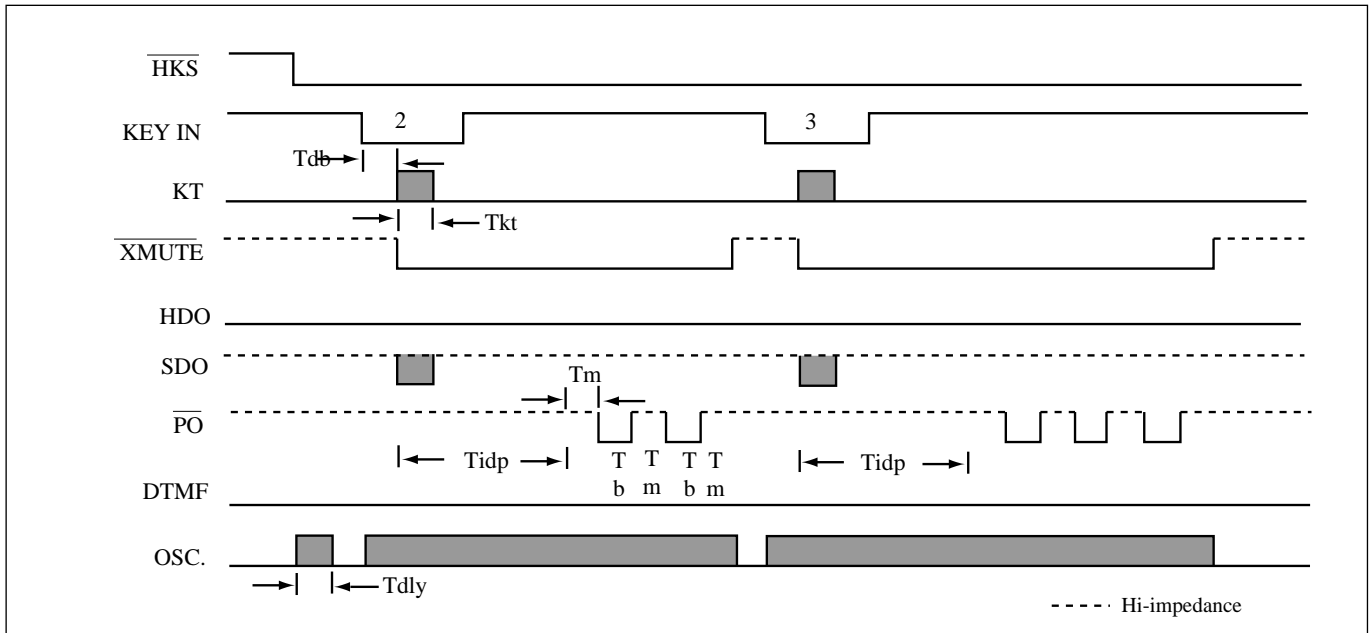 HKS
KEY IN 2 3
Tdb
KT
Tkt
XMUTE
HDO
SDO
Tm
PO
Tidp T T T T Tidp
b m b m
DTMF
OSC.
Tdly
Hi-impedance